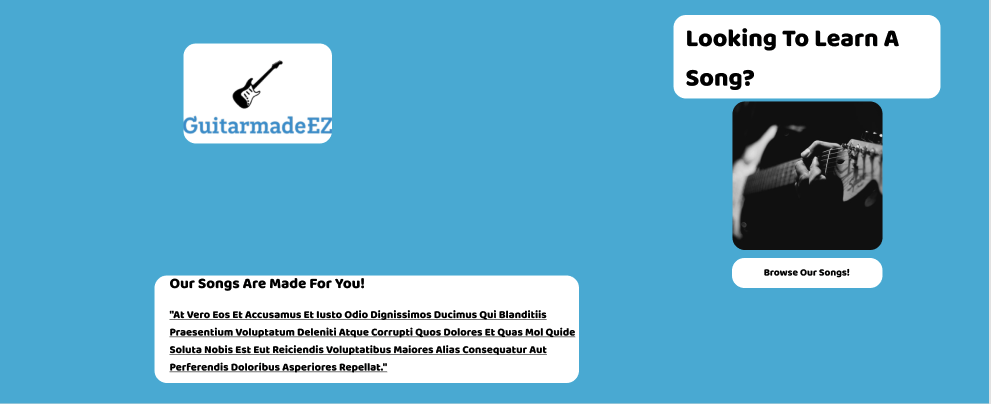 GuitarmadeEZ
Looking To Learn A
Song?
Browse Our Songs!
Our Songs Are Made For You!
"At Vero Eos Et Accusamus Et Iusto Odio Dignissimos Ducimus Qui Blanditiis
Praesentium Voluptatum Deleniti Atque Corrupti Quos Dolores Et Quas Mol Quide
Soluta Nobis Est Eut Reiciendis Voluptatibus Maiores Alias Consequatur Aut
Perferendis Doloribus Asperiores Repellat."